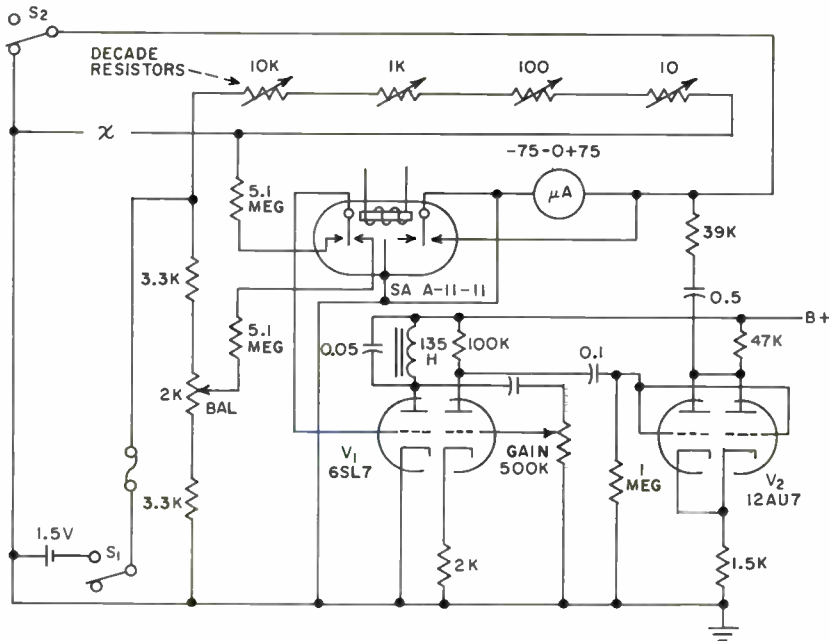 S2
DECADE
RESISTORS
10K
1K
100
10
X
-75-0+75
μA
5.1
MEG
39K
3.3K
SA A-11-11
0.5
B+
5.1
MEG
0.05
135
H
100K
47K
0.1
2K
BAL
V1
6SL7
GAIN
500K
1
MEG
V2
12AU7
3.3K
1.5V
S1
2K
1.5K